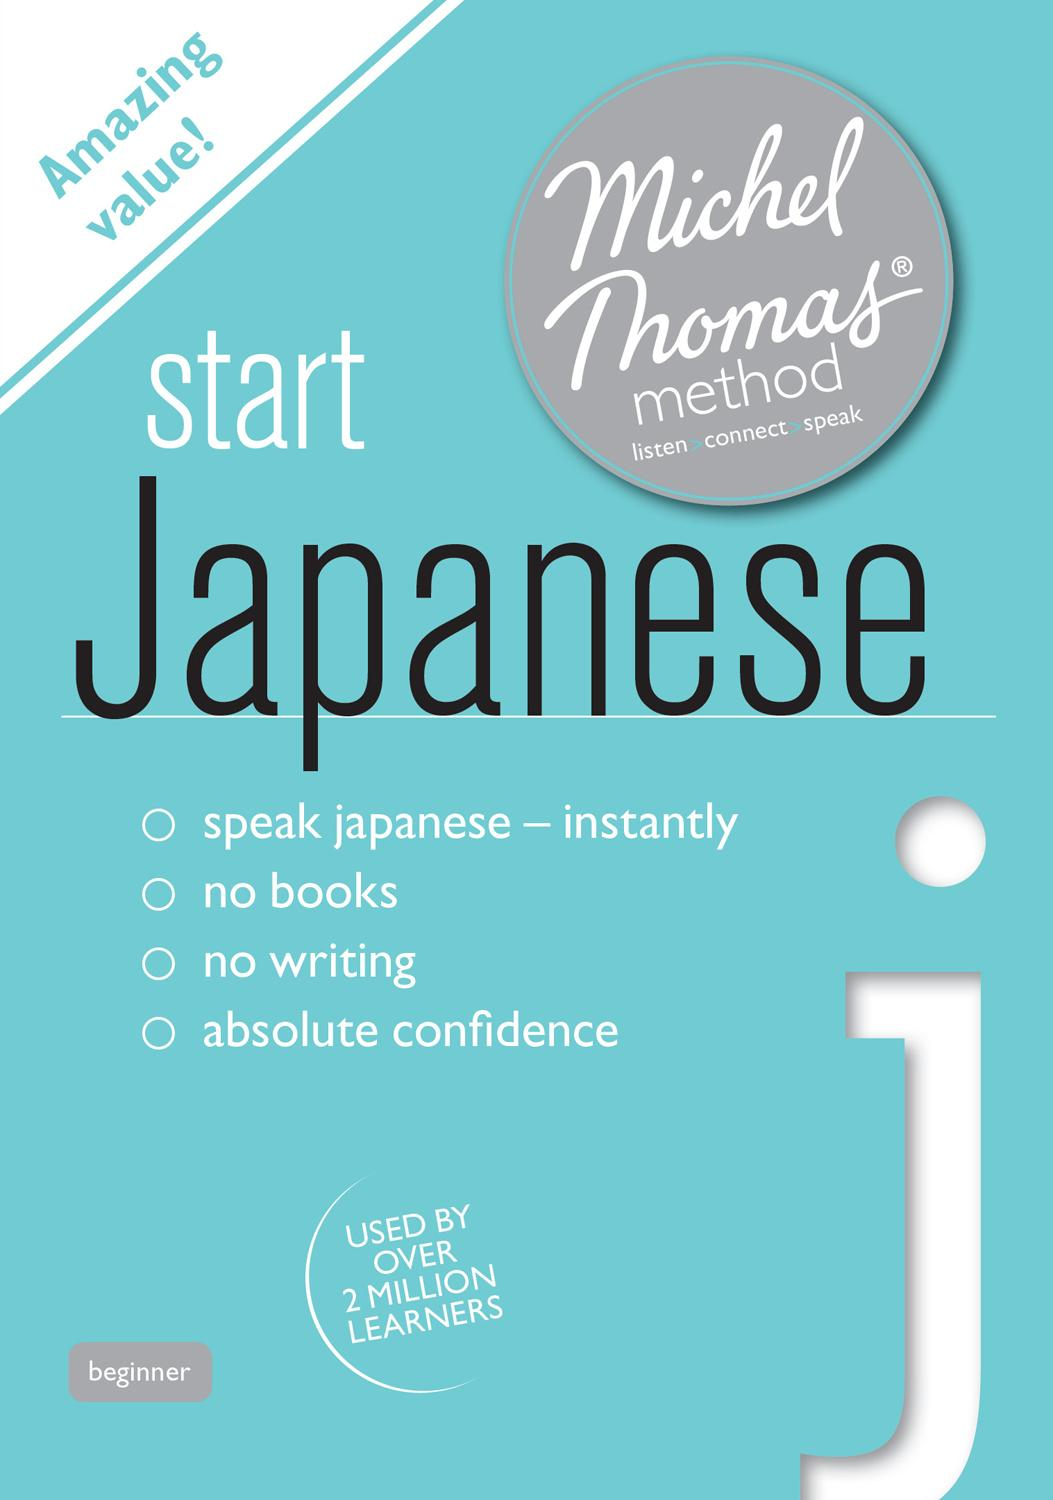 Amazing
value!
Michel
Thomas®
method
listen>connect>speak
start
Japanese
○ speak japanese – instantly
○ no books
○ no writing
○ absolute confidence
j
USED BY
OVER
2 MILLION
LEARNERS
beginner